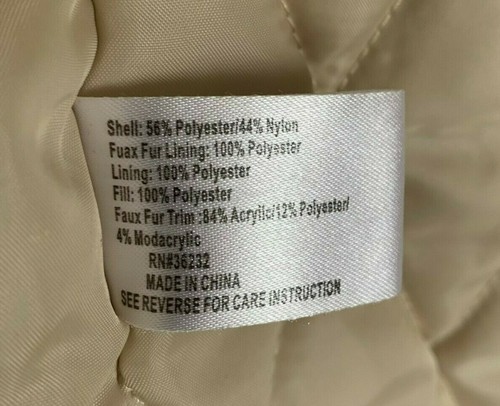 Shell: 56% Polyester/44% Nylon
Fuax Fur Lining: 100% Polyester
Lining: 100% Polyester
Fill: 100% Polyester
Faux Fur Trim :84% Acrylic/12% Polyester/
4% Modacrylic
RN#36232
MADE IN CHINA
SEE REVERSE FOR CARE INSTRUCTION